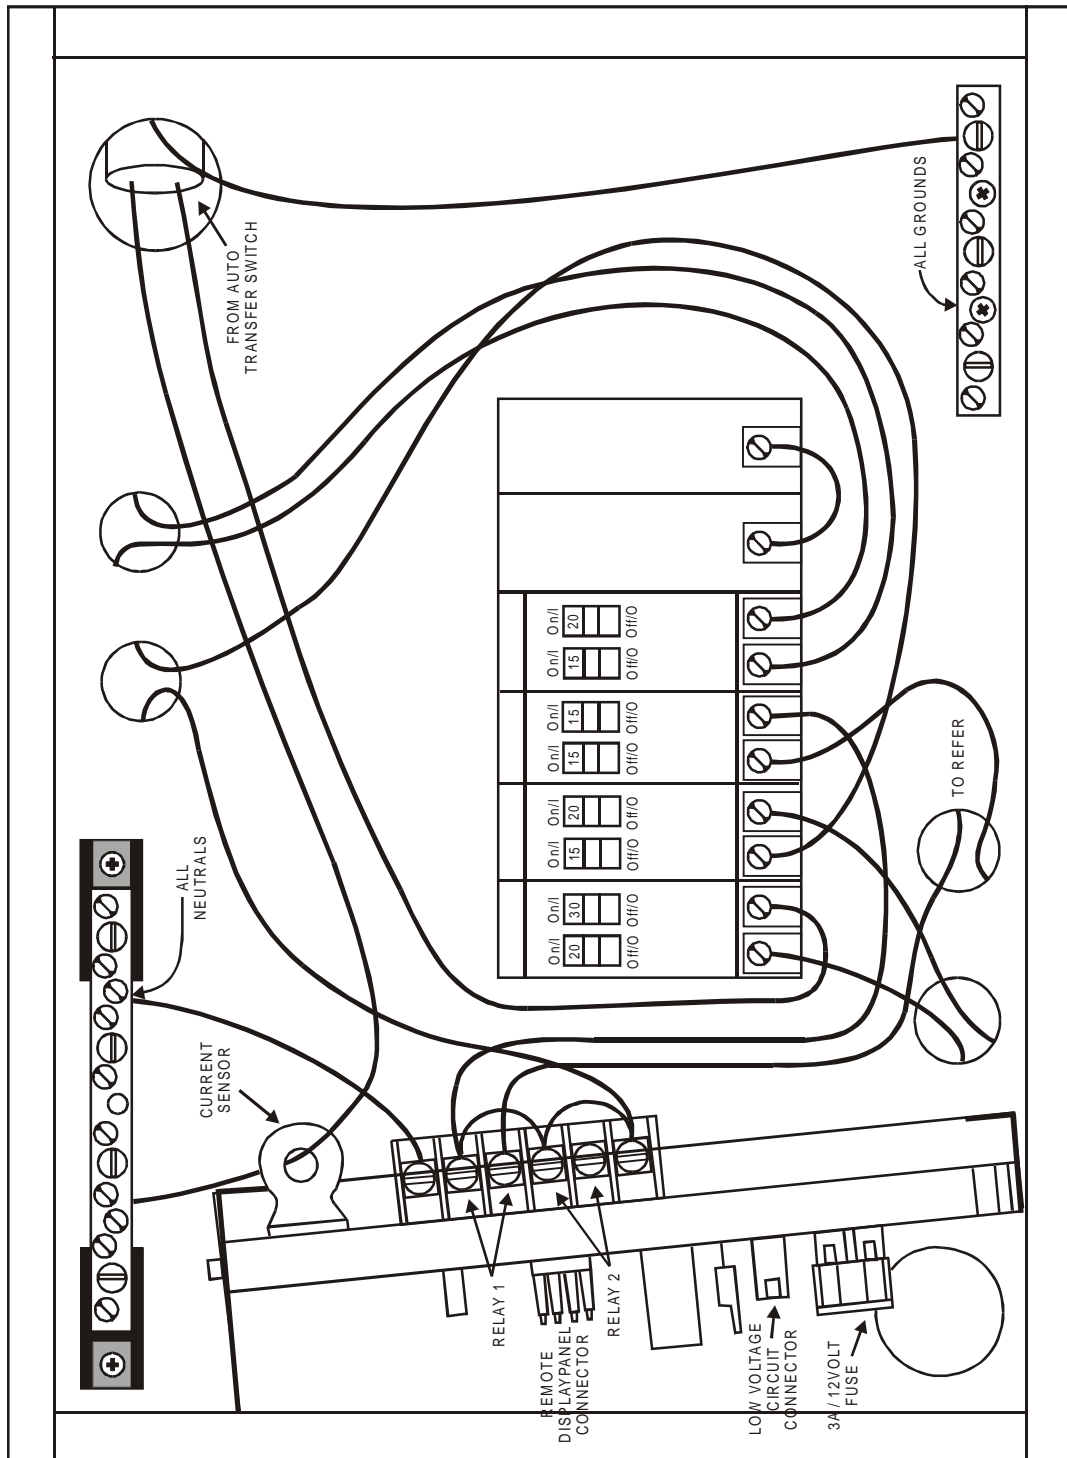 FROM AUTO
TRANSFER SWITCH
ALL GROUNDS
On/I
20
Off/O
On/I
15
Off/O
On/I
15
Off/O
On/I
15
Off/O
On/I
20
Off/O
On/I
15
Off/O
On/I
30
Off/O
On/I
20
Off/O
TO REFER
ALL
NEUTRALS
CURRENT
SENSOR
RELAY 1
RELAY 2
REMOTE
DISPLAY PANEL
CONNECTOR
LOW VOLTAGE
CIRCUIT
CONNECTOR
3A / 12VOLT
FUSE